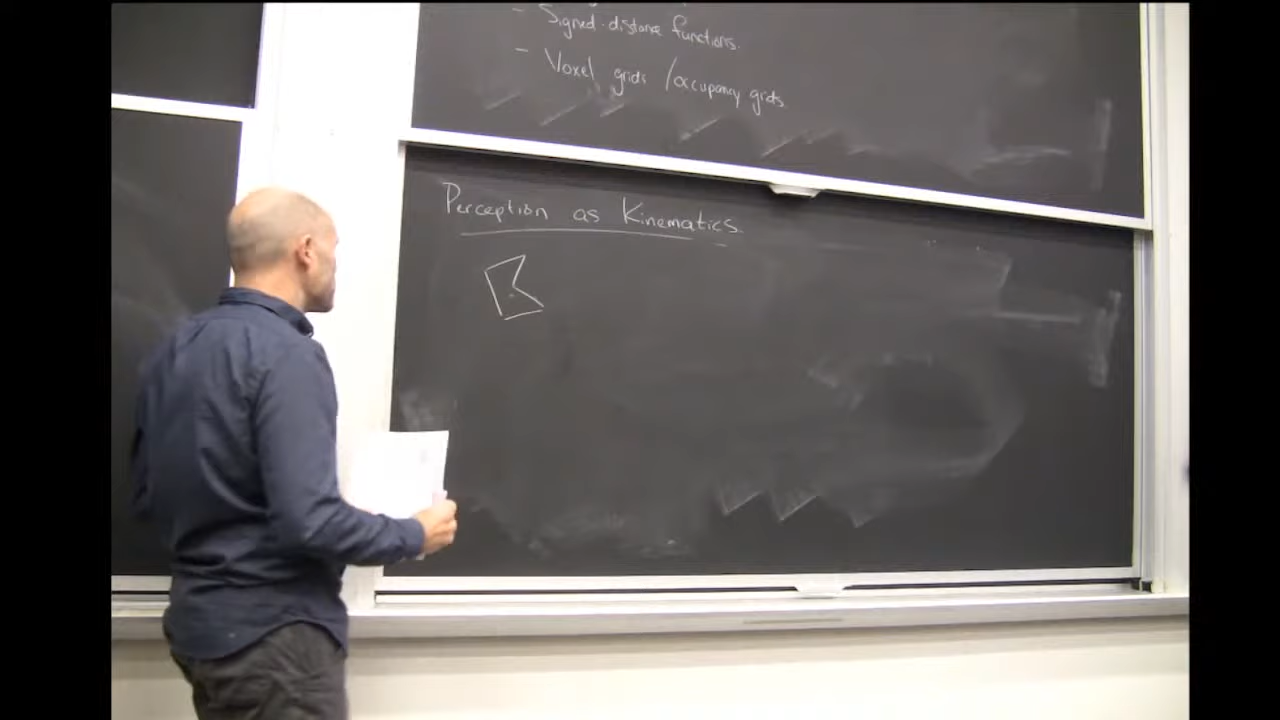 - Signed-distance functions.
- Voxel grids / occupancy grids
Perception as Kinematics